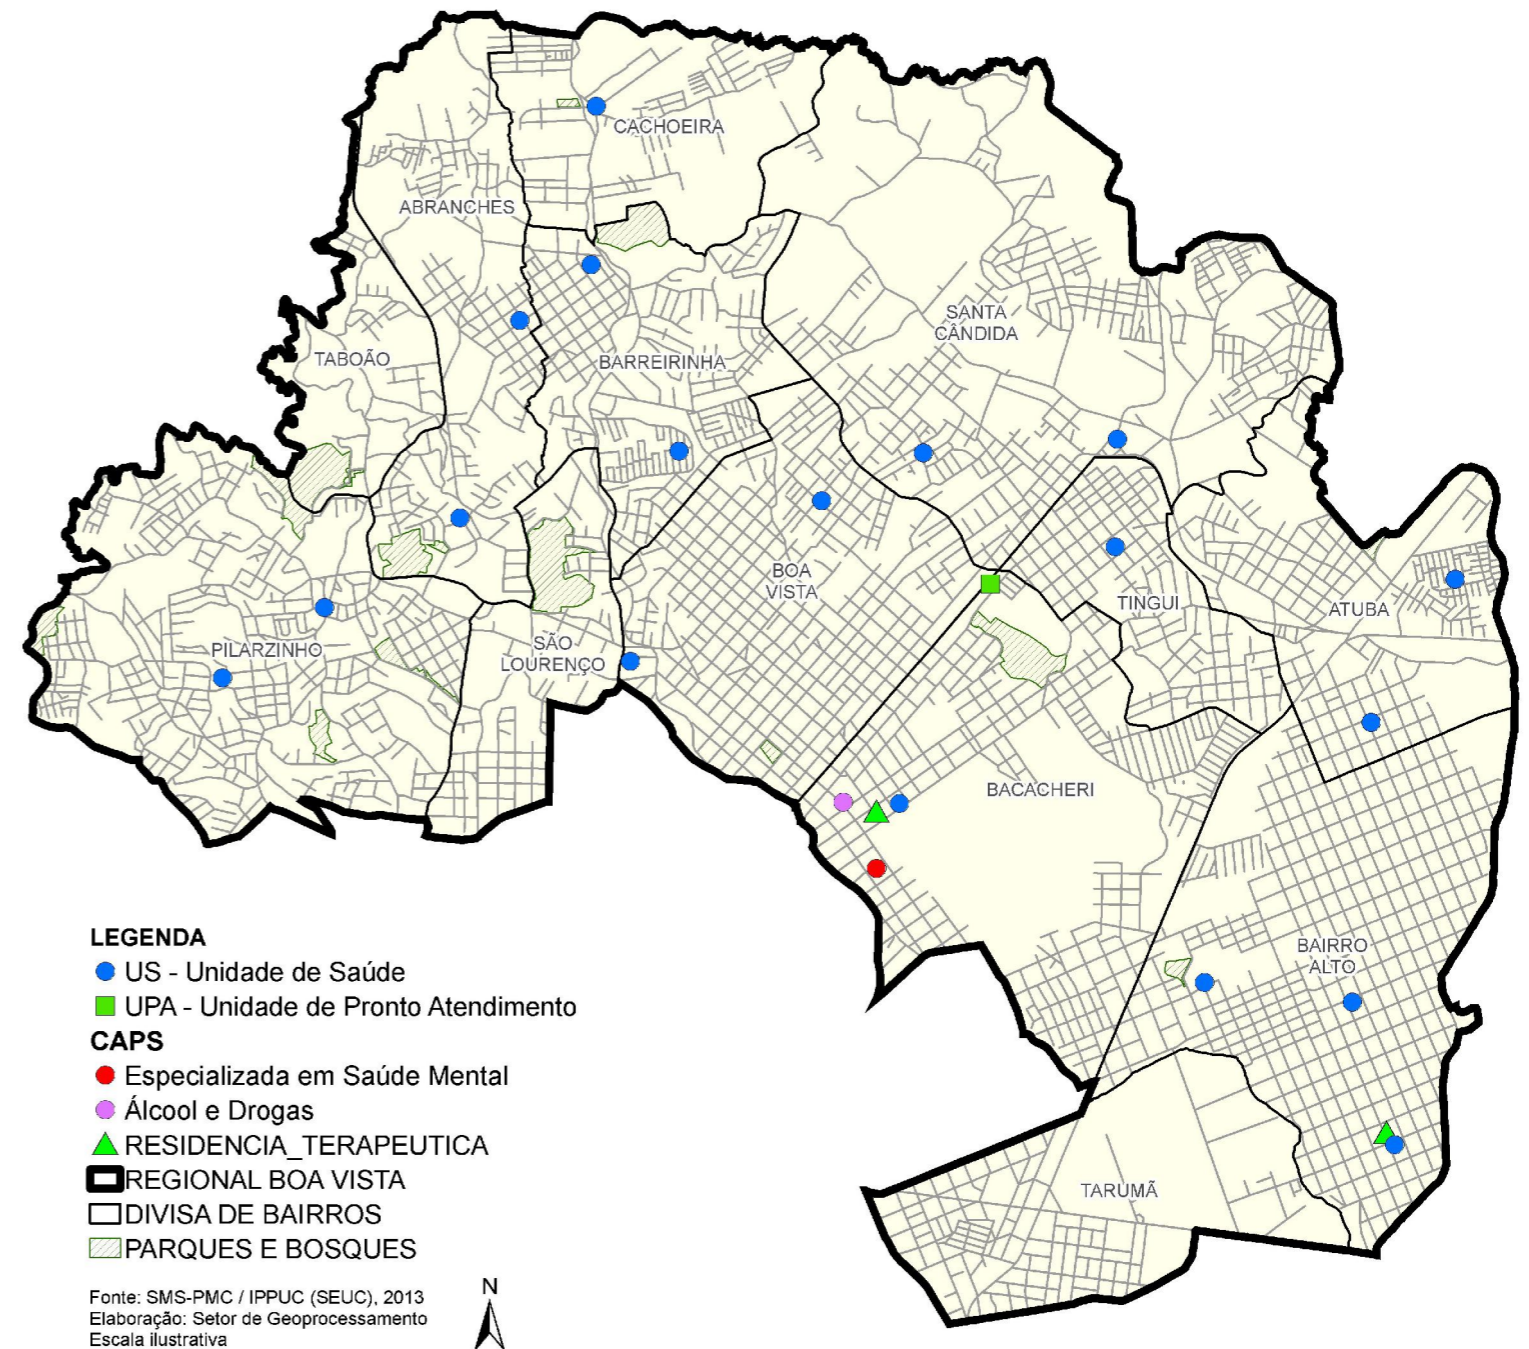 CACHOEIRA
ABRANCHES
SANTA
CÂNDIDA
TABOÃO
BARREIRINHA
BOA
VISTA
TINGUI
ATUBA
PILARZINHO
SÃO
LOURENÇO
BACACHERI
BAIRRO
ALTO
TARUMÃ
LEGENDA
US - Unidade de Saúde
UPA - Unidade de Pronto Atendimento
CAPS
Especializada em Saúde Mental
Álcool e Drogas
RESIDENCIA_TERAPEUTICA
REGIONAL BOA VISTA
DIVISA DE BAIRROS
PARQUES E BOSQUES
Fonte: SMS-PMC / IPPUC (SEUC), 2013
Elaboração: Setor de Geoprocessamento
Escala ilustrativa
N